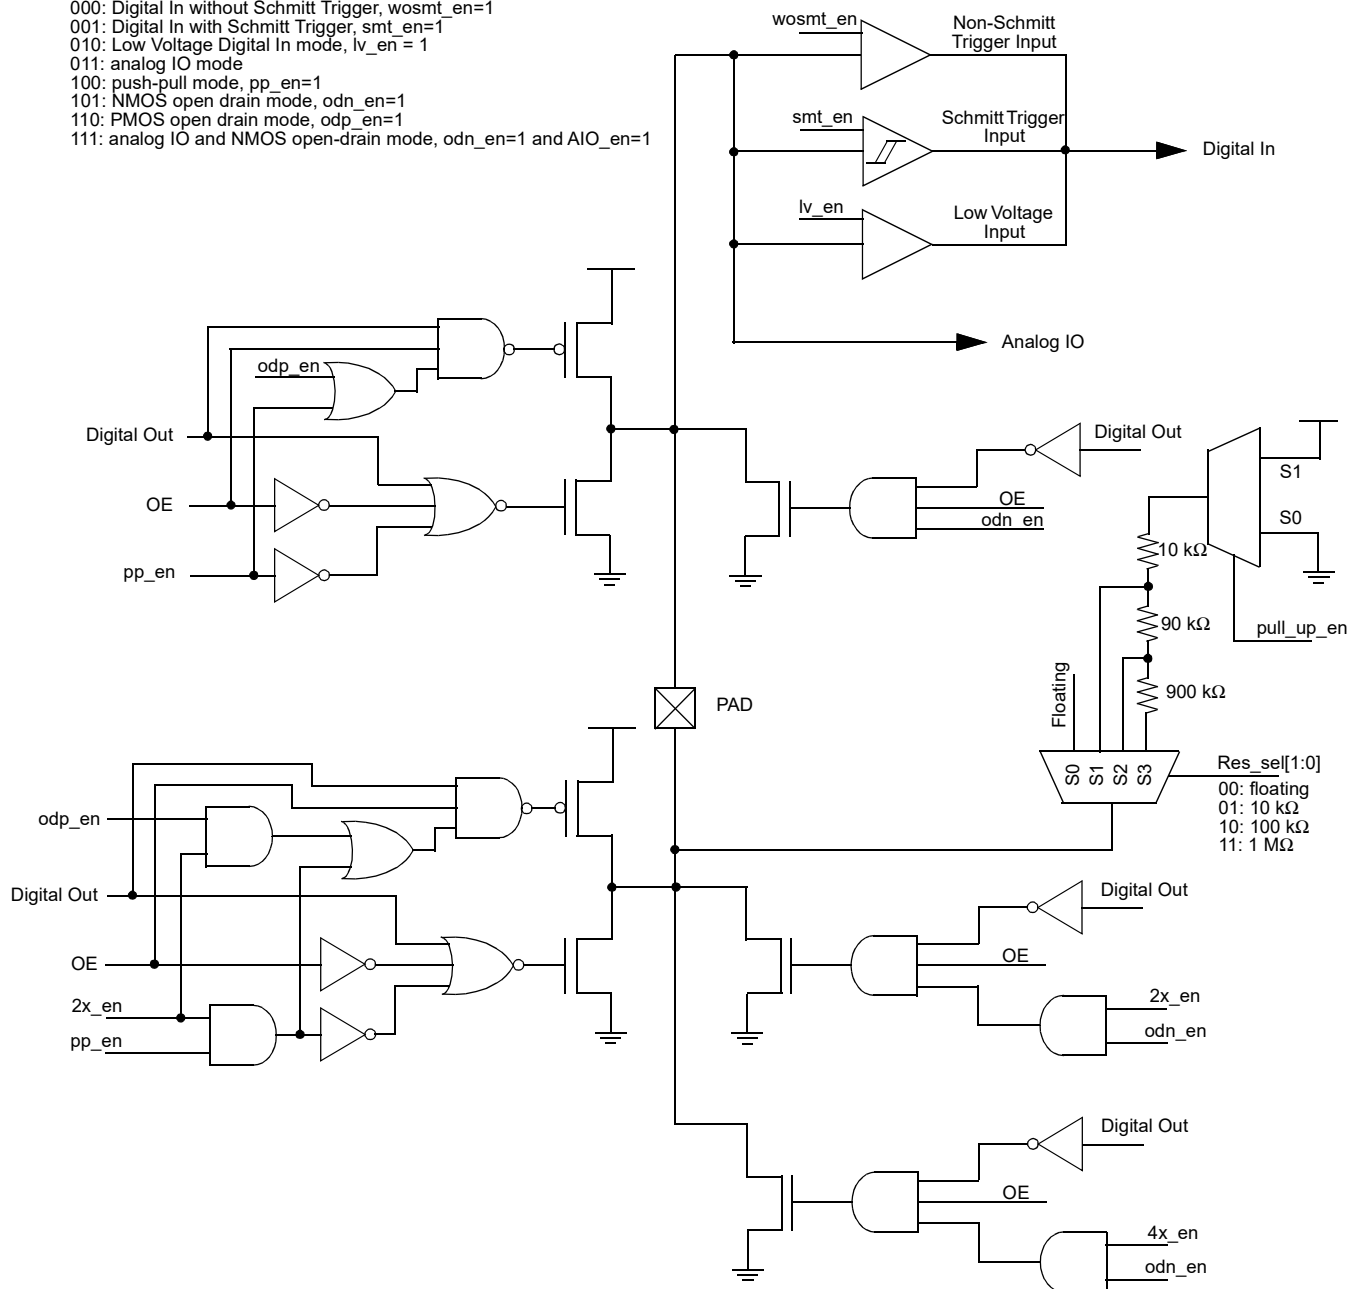 000: Digital In without Schmitt Trigger, wosmt_en=1
001: Digital In with Schmitt Trigger, smt_en=1
010: Low Voltage Digital In mode, lv_en = 1
011: analog IO mode
100: push-pull mode, pp_en=1
101: NMOS open drain mode, odn_en=1
110: PMOS open drain mode, odp_en=1
111: analog IO and NMOS open-drain mode, odn_en=1 and AIO_en=1
wosmt_en
Non-Schmitt
Trigger Input
smt_en
Schmitt Trigger
Input
Digital In
lv_en
Low Voltage
Input
Analog IO
odp_en
Digital Out
OE
pp_en
Digital Out
OE
odn_en
S1
S0
10 kΩ
90 kΩ
pull_up_en
900 kΩ
Floating
PAD
S0
S1
S2
S3
Res_sel[1:0]
00: floating
01: 10 kΩ
10: 100 kΩ
11: 1 MΩ
odp_en
Digital Out
OE
2x_en
pp_en
Digital Out
OE
2x_en
odn_en
Digital Out
OE
4x_en
odn_en